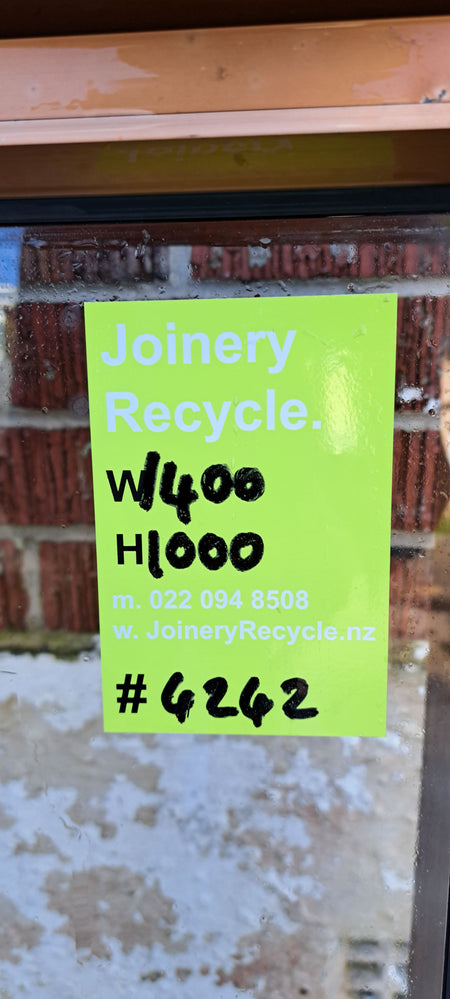 Joinery
Recycle.
W1400
H1000
m. 022 094 8508
w. JoineryRecycle.nz
# 4242